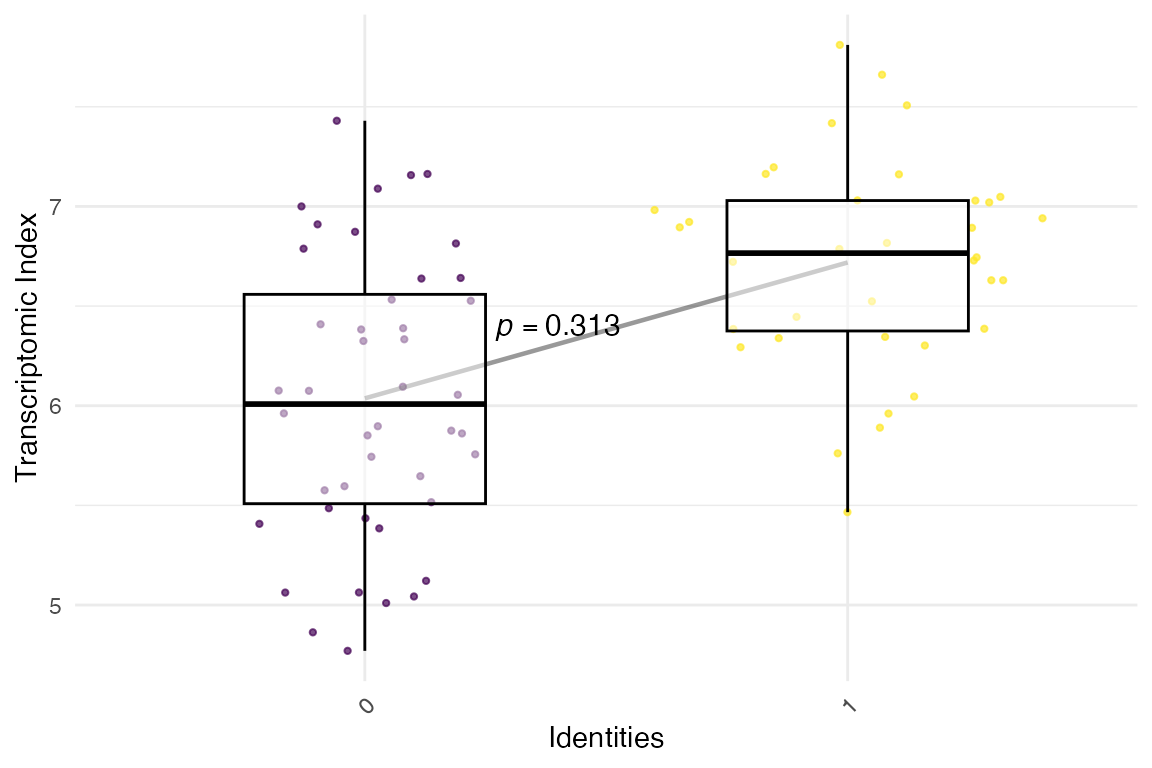 Transcriptomic Index
7
6
5
p = 0.313
0
1
Identities